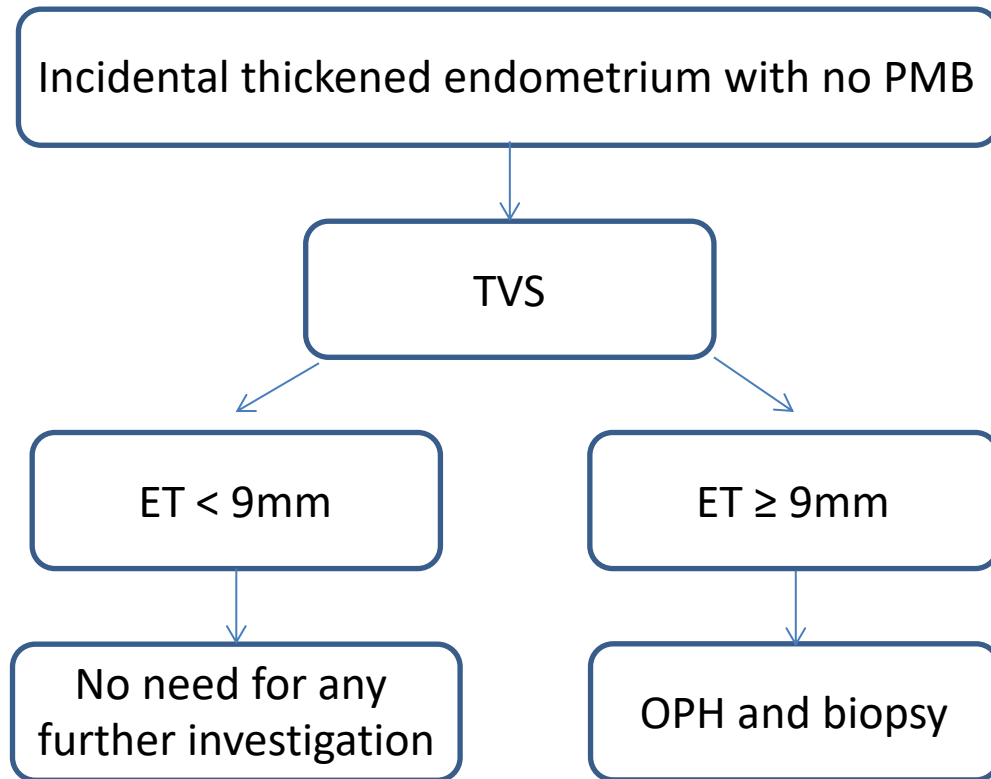 Incidental thickened endometrium with no PMB
TVS
ET < 9mm
ET ≥ 9mm
No need for any
further investigation
OPH and biopsy